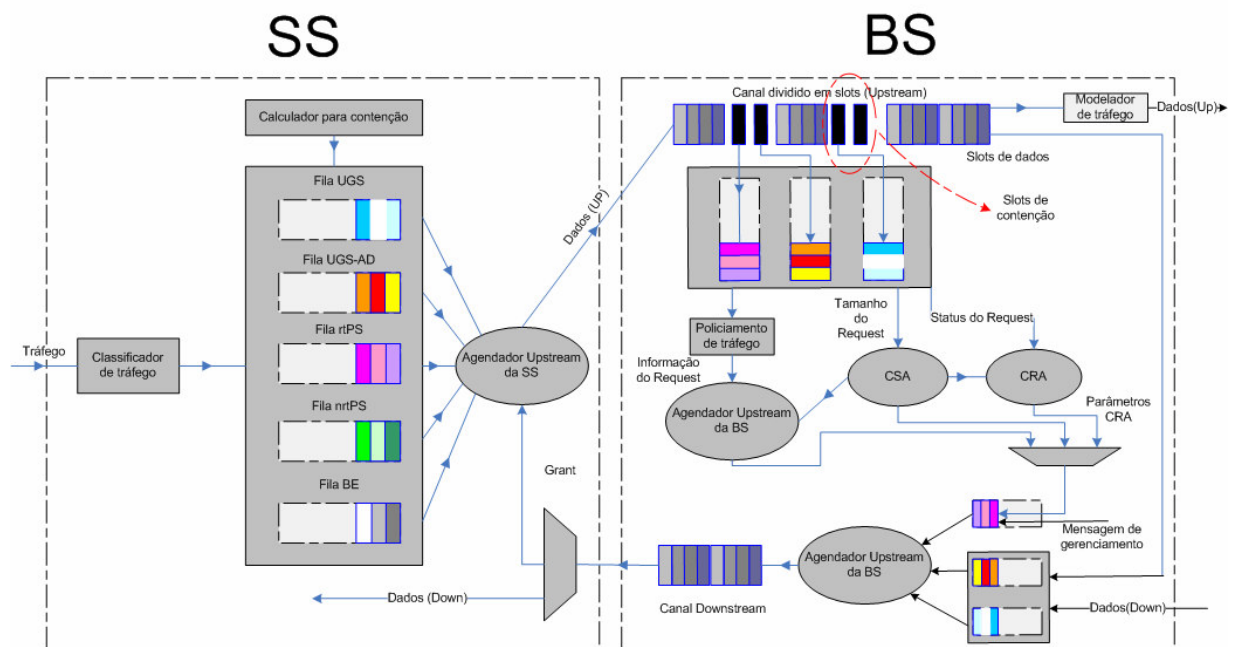 SS
BS
Calculador para contenção
Fila UGS
Fila UGS-AD
Fila rtPS
Fila nrtPS
Fila BE
Tráfego
Classificador
de tráfego
Agendador Upstream
da SS
Grant
Dados (Down)
Dados (UP)
Canal dividido em slots (Upstream)
Modelador
de tráfego
Dados(Up)
Slots de dados
Slots de
contenção
Policiamento
de tráfego
Tamanho
do
Request
Status do Request
Informação
do Request
CSA
CRA
Agendador Upstream
da BS
Parâmetros
CRA
Mensagem de
gerenciamento
Agendador Upstream
da BS
Canal Downstream
Dados(Down)